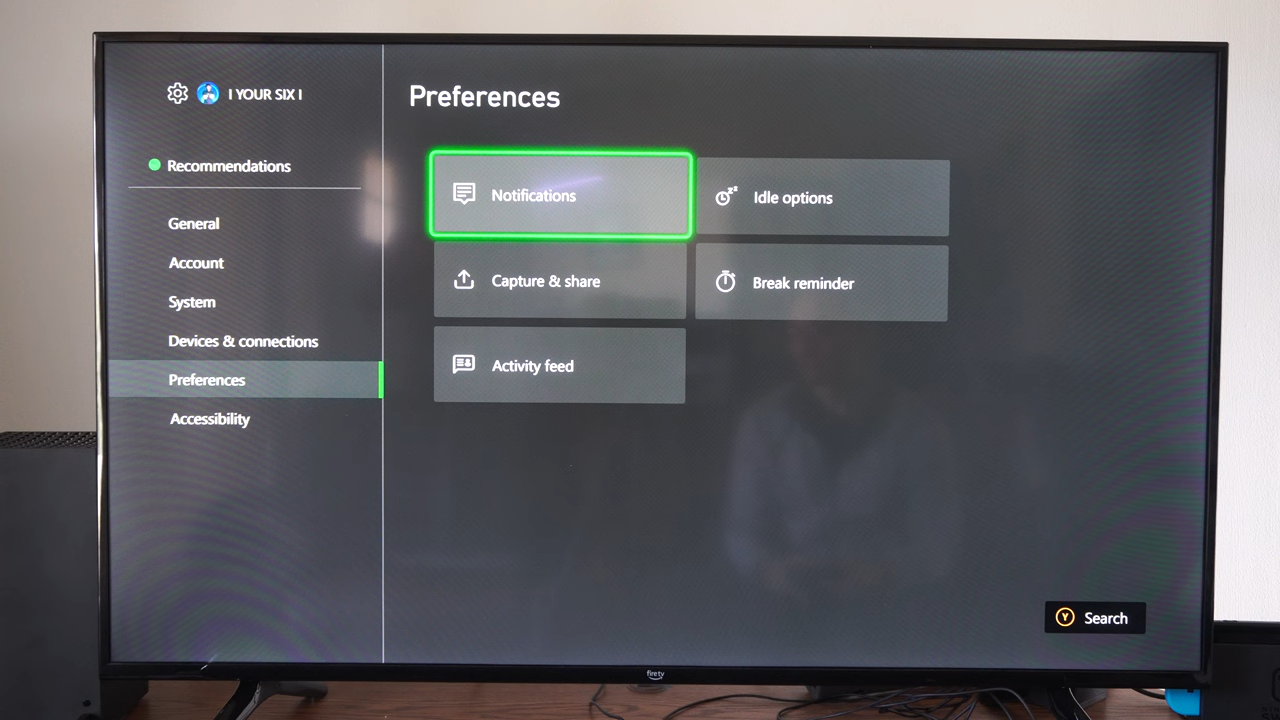 I YOUR SIX I
Recommendations
General
Account
System
Devices & connections
Preferences
Accessibility
Preferences
Notifications
Idle options
Capture & share
Break reminder
Activity feed
Y Search
firetv